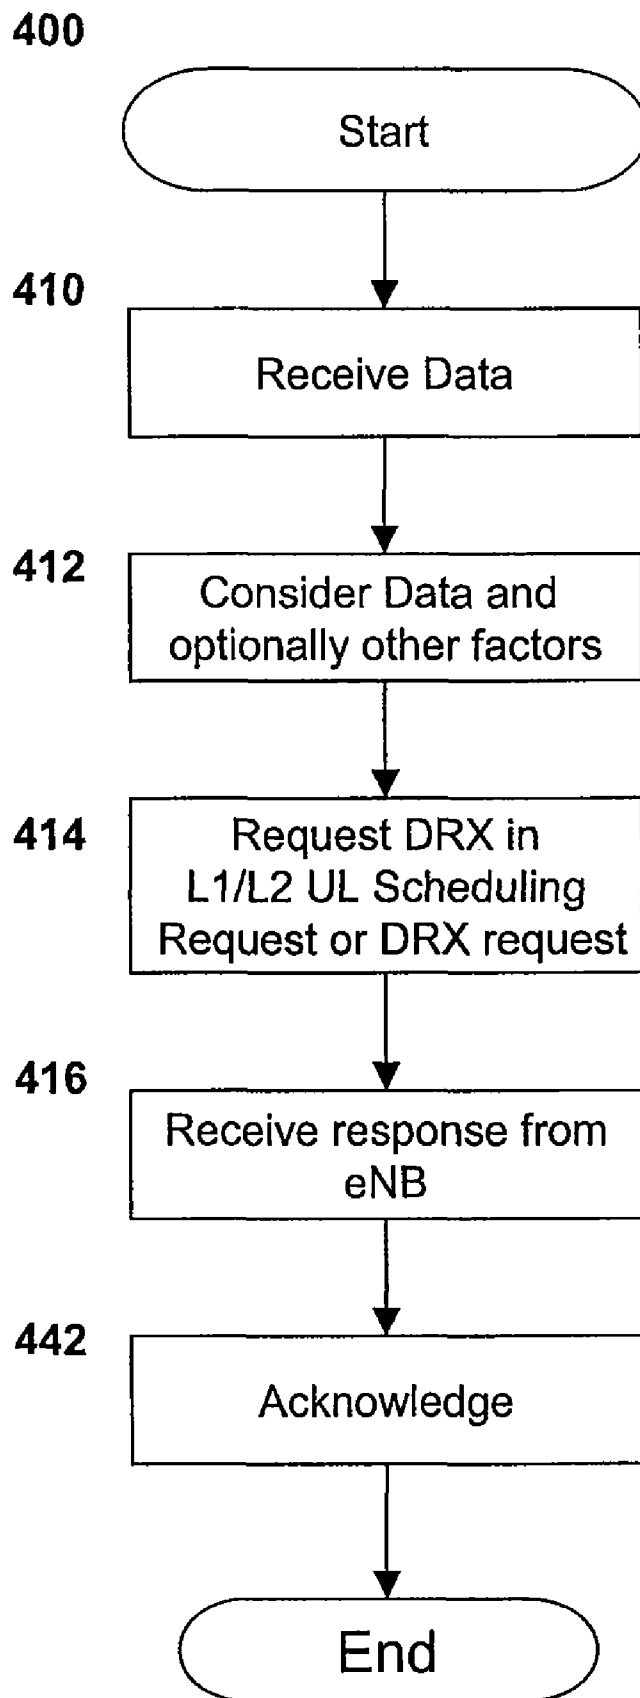 400
Start
410
Receive Data
412
Consider Data and
optionally other factors
414
Request DRX in
L1/L2 UL Scheduling
Request or DRX request
416
Receive response from
eNB
442
Acknowledge
End